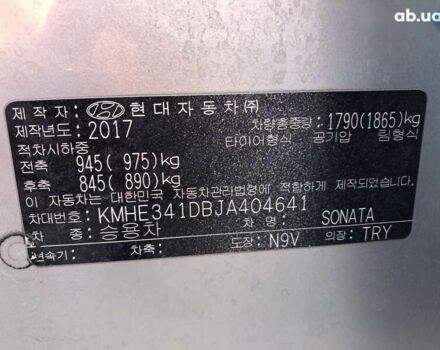 ab.ua
제 작 자 : 현대자동차㈜
제작년도: 2017 차량총중량: 1790(1865)kg
적차시하중 타이어형식 공기압 림형식
전축 945( 975)kg
후축 845( 890)kg
이 자동차는 대한민국 자동차관리법령에 적합하게 제작되
차대번호: KMHE341DBJA404641
차 종: 승용차 차 명: SONATA
변속기: 차축: 도장: N9V 의장: TRY